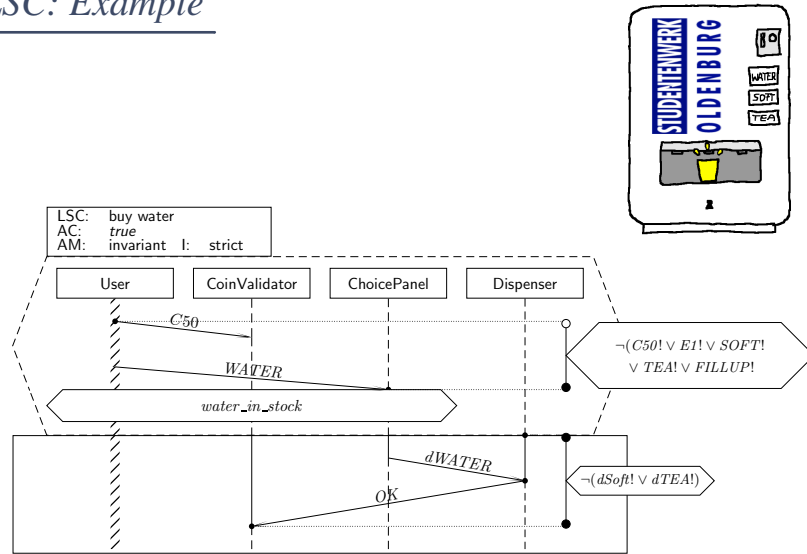 LSC: Example
STUDENTENWERK
OLDENBURG
WATER
SOFT
TEA
LSC: buy water
AC: true
AM: invariant I: strict
User
CoinValidator
ChoicePanel
Dispenser
C50
¬(C50! ∨ E1! ∨ SOFT!
∨ TEA! ∨ FILLUP!
WATER
water_in_stock
dWATER
¬(dSoft! ∨ dTEA!)
OK